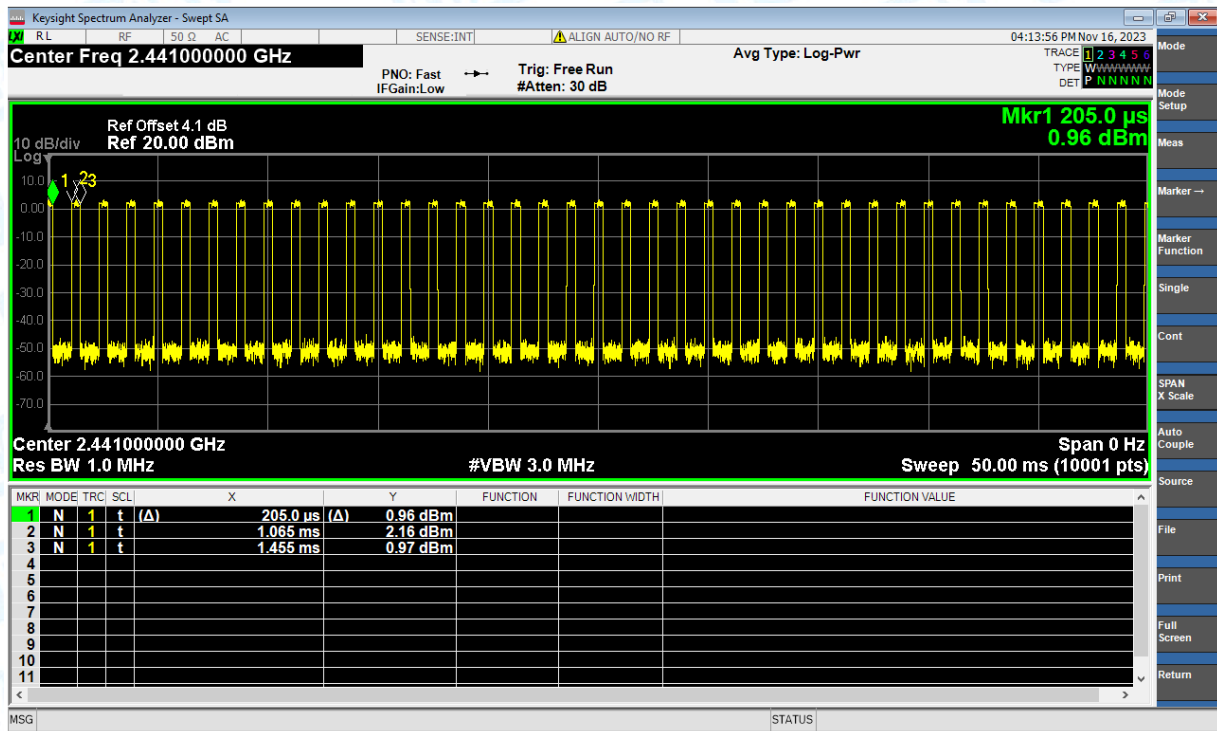 Keysight Spectrum Analyzer - Swept SA
LXI RL RF 50 Ω AC SENSE:INT ALIGN AUTO/NO RF 04:13:56 PM Nov 16, 2023
Center Freq 2.441000000 GHz
PNO: Fast
IFGain:Low
Trig: Free Run
#Atten: 30 dB
Avg Type: Log-Pwr
TRACE 1 2 3 4 5 6
TYPE WWWWWW
DET P N N N N N
Ref Offset 4.1 dB
10 dB/div Ref 20.00 dBm
Log
Mkr1 205.0 µs
0.96 dBm
1 2 3
10.0
0.00
-10.0
-20.0
-30.0
-40.0
-50.0
-60.0
-70.0
Center 2.441000000 GHz Span 0 Hz
Res BW 1.0 MHz #VBW 3.0 MHz Sweep 50.00 ms (10001 pts)
MKR MODE TRC SCL X Y FUNCTION FUNCTION WIDTH FUNCTION VALUE
1 N 1 t (Δ) 205.0 µs (Δ) 0.96 dBm
2 N 1 t 1.065 ms 2.16 dBm
3 N 1 t 1.455 ms 0.97 dBm
4
5
6
7
8
9
10
11
MSG STATUS
Mode
Mode
Setup
Meas
Marker →
Marker
Function
Single
Cont
SPAN
X Scale
Auto
Couple
Source
File
Print
Full
Screen
Return